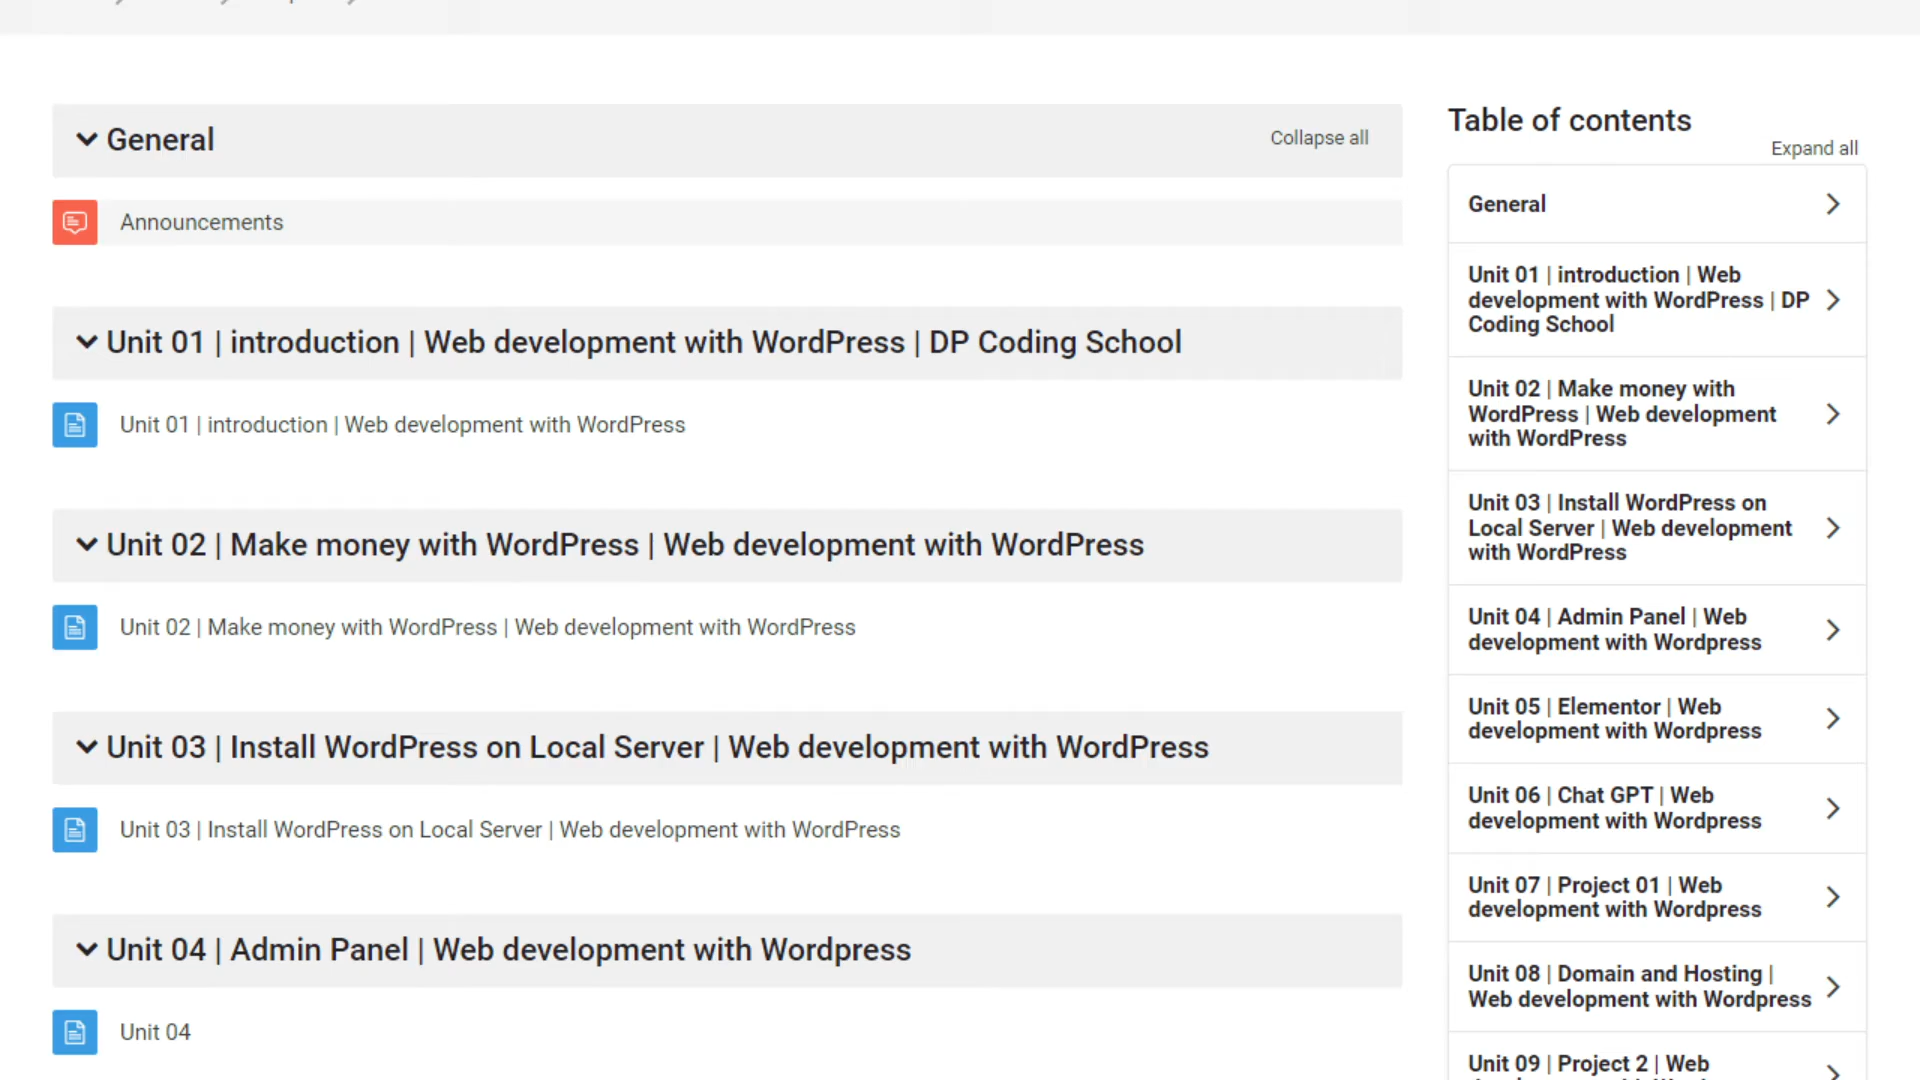 General
Collapse all
Announcements
Unit 01 | introduction | Web development with WordPress | DP Coding School
Unit 01 | introduction | Web development with WordPress
Unit 02 | Make money with WordPress | Web development with WordPress
Unit 02 | Make money with WordPress | Web development with WordPress
Unit 03 | Install WordPress on Local Server | Web development with WordPress
Unit 03 | Install WordPress on Local Server | Web development with WordPress
Unit 04 | Admin Panel | Web development with Wordpress
Unit 04
Table of contents
Expand all
General
Unit 01 | introduction | Web
development with WordPress | DP
Coding School
Unit 02 | Make money with
WordPress | Web development
with WordPress
Unit 03 | Install WordPress on
Local Server | Web development
with WordPress
Unit 04 | Admin Panel | Web
development with Wordpress
Unit 05 | Elementor | Web
development with Wordpress
Unit 06 | Chat GPT | Web
development with Wordpress
Unit 07 | Project 01 | Web
development with Wordpress
Unit 08 | Domain and Hosting |
Web development with Wordpress
Unit 09 | Project 2 | Web